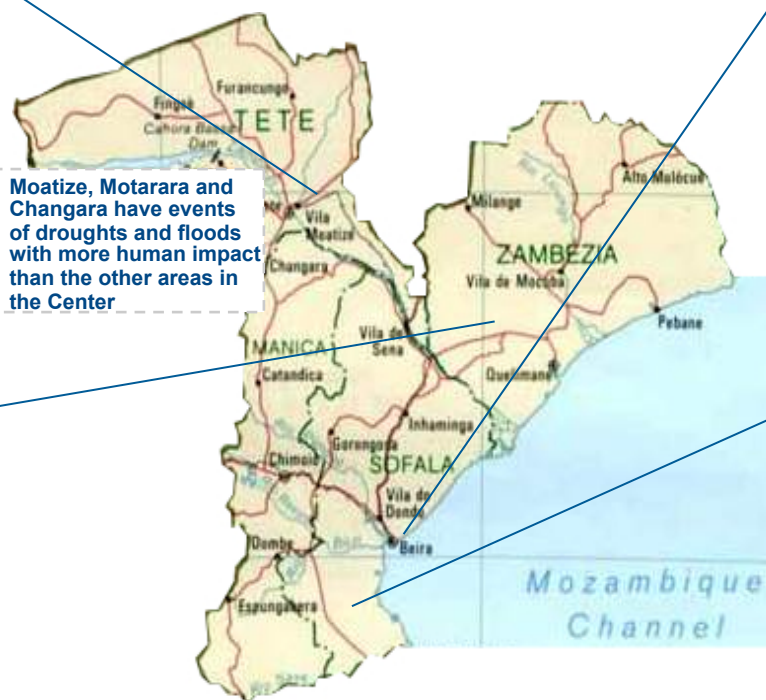 Furancungo
Fingoè
TETE
Cahora Bassa
Dam
Moatize, Motarara and
Changara have events
of droughts and floods
with more human impact
than the other areas in
the Center
Alto Molócuè
Milange
Vila
Moatize
ZAMBEZIA
Changara
Vila de Mocuba
Vila de
Sena
Pebane
MANICA
Catandica
Quelimane
Inhaminga
Gorongosa
Chimoio
SOFALA
Vila do
Dondo
Beira
Dombe
Espungabera
Mozambique
Channel